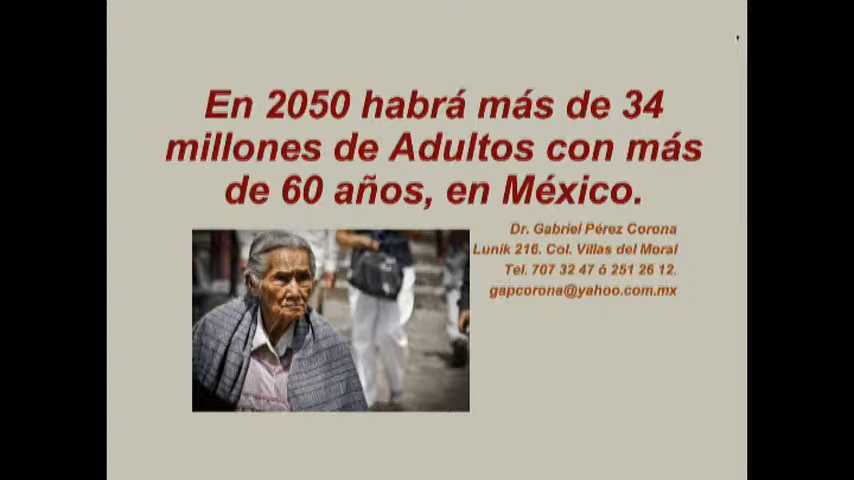 En 2050 habrá más de 34
millones de Adultos con más
de 60 años, en México.
Dr. Gabriel Pérez Corona
Lunik 216. Col. Villas del Moral
Tel. 707 32 47 ó 251 26 12.
gapcorona@yahoo.com.mx